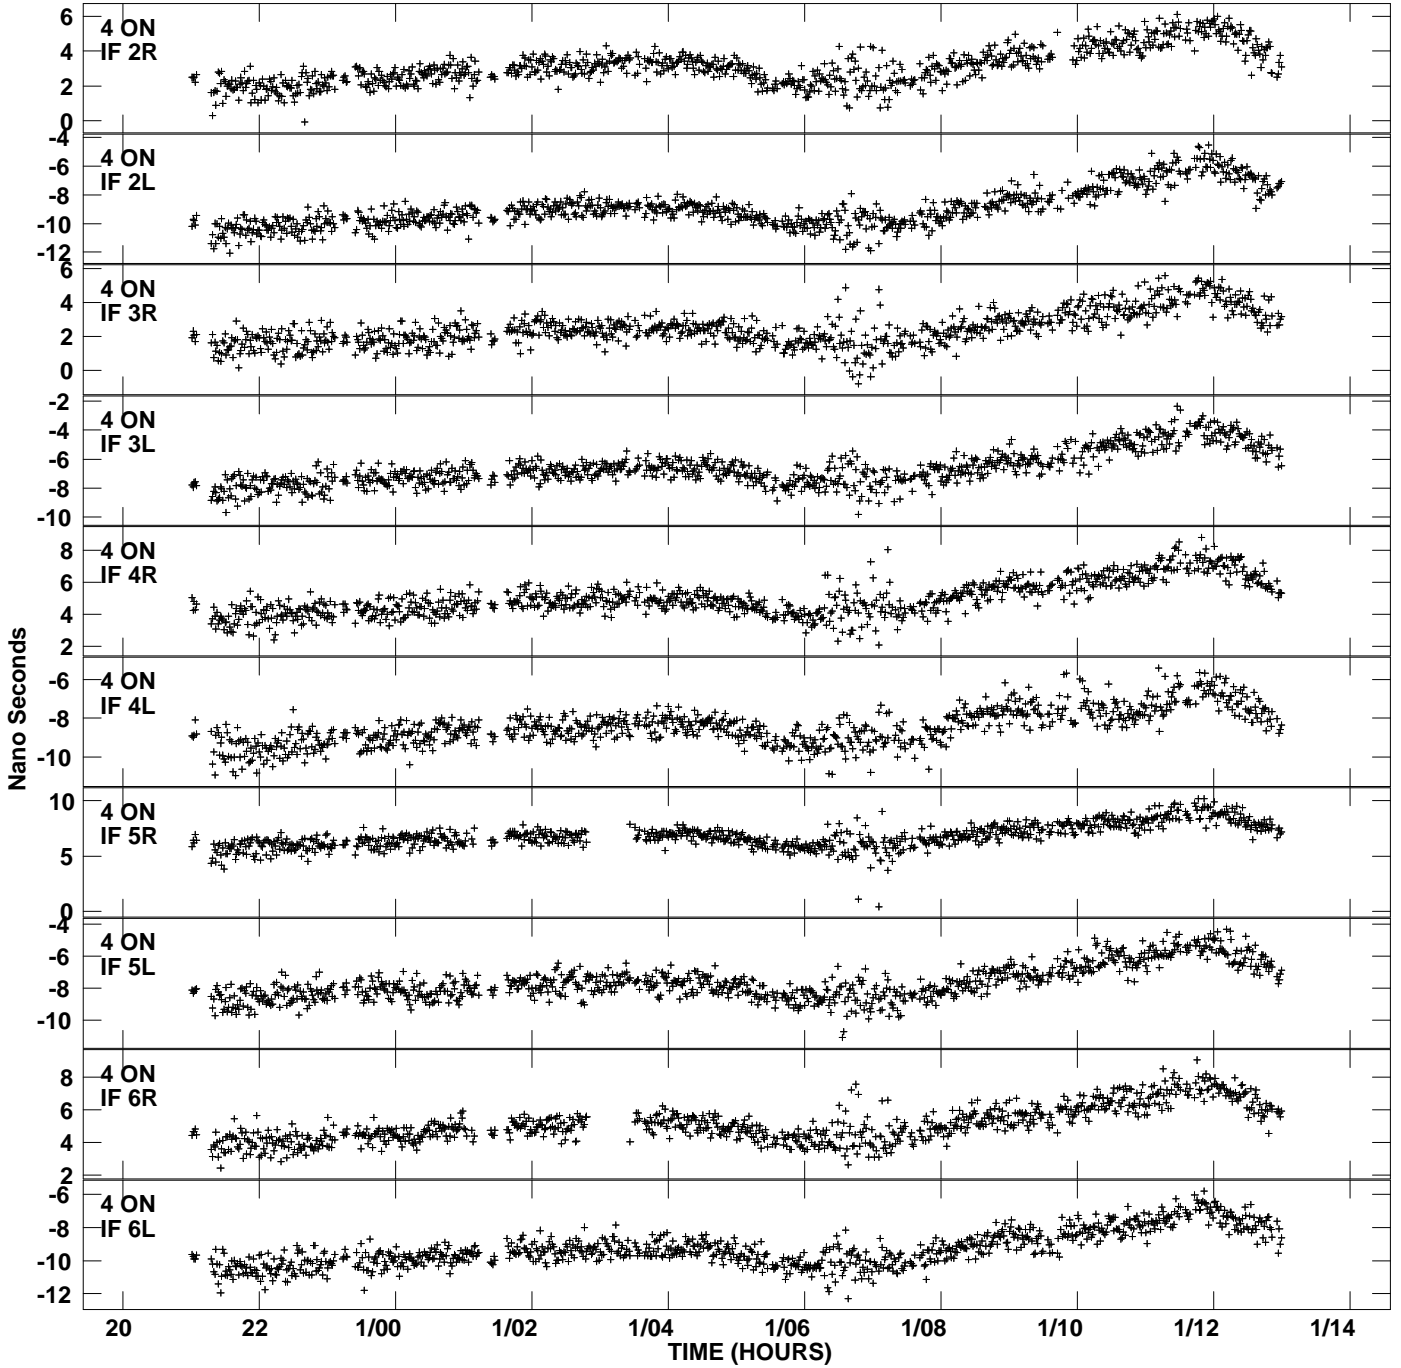 6
4
2
0
4 ON
IF 2R
-4
-6
-8
-10
-12
4 ON
IF 2L
6
4
2
0
4 ON
IF 3R
-2
-4
-6
-8
-10
4 ON
IF 3L
8
6
4
2
4 ON
IF 4R
-6
-8
-10
4 ON
IF 4L
10
5
0
4 ON
IF 5R
-4
-6
-8
-10
4 ON
IF 5L
8
6
4
2
4 ON
IF 6R
-6
-8
-10
-12
4 ON
IF 6L
Nano Seconds
20 22 1/00 1/02 1/04 1/06 1/08 1/10 1/12 1/14
TIME (HOURS)